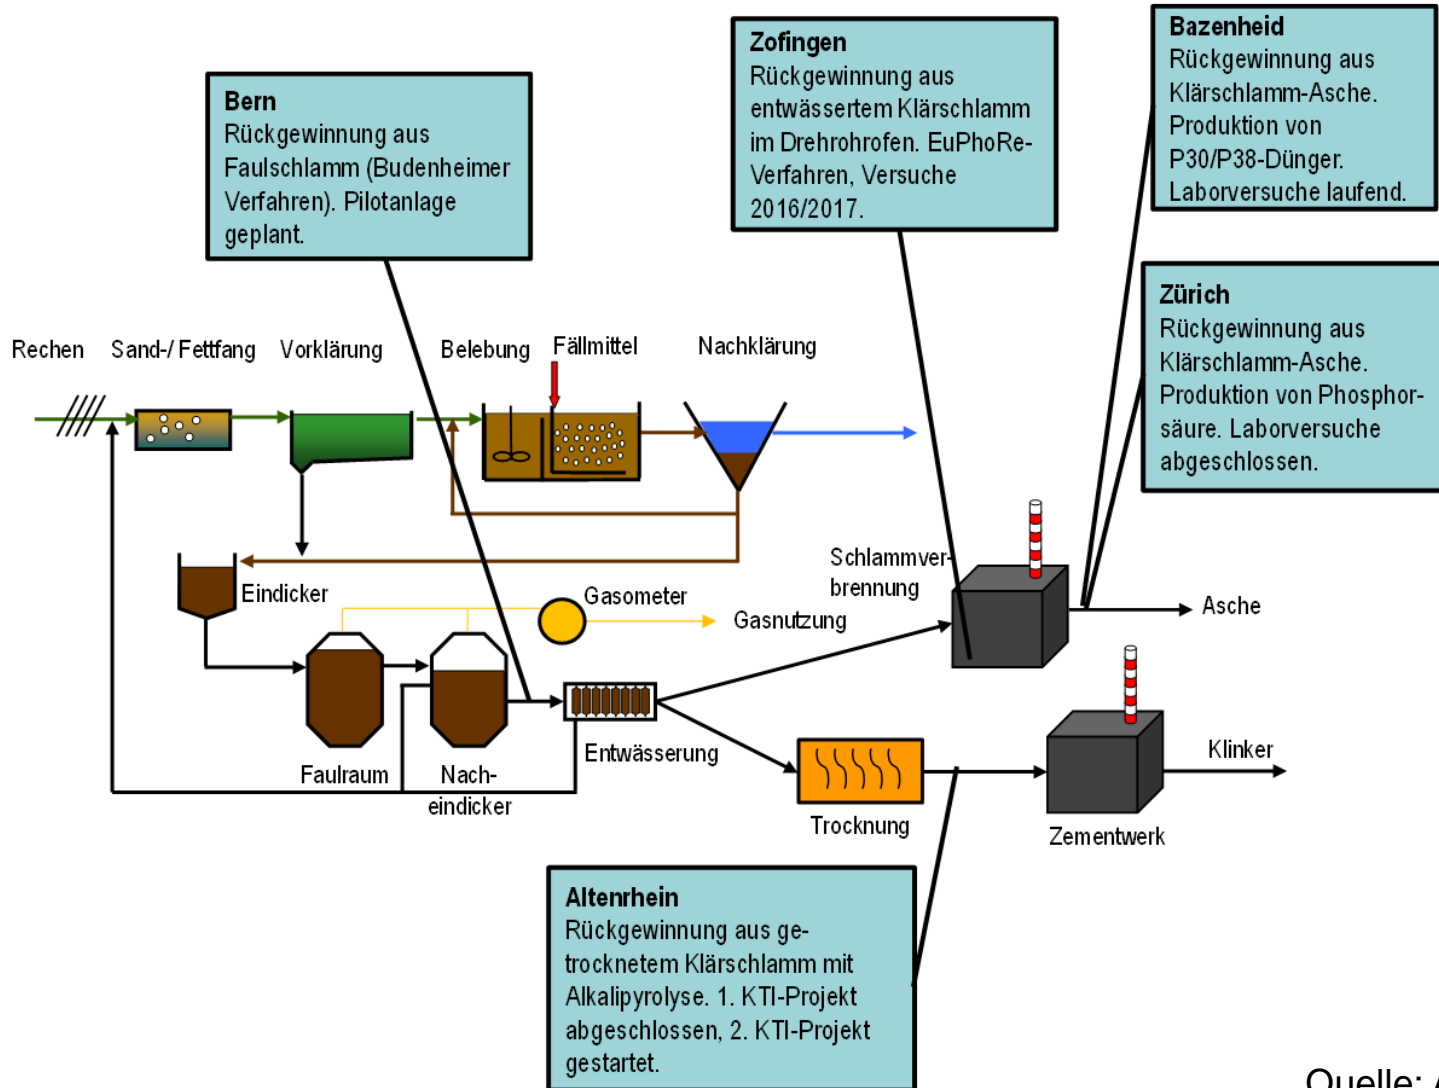 Bazenheid
Rückgewinnung aus
Klärschlamm-Asche.
Produktion von
P30/P38-Dünger.
Laborversuche laufend.
Zofingen
Rückgewinnung aus
entwässertem Klärschlamm
im Drehrohrofen. EuPhoRe-
Verfahren, Versuche
2016/2017.
Bern
Rückgewinnung aus
Faulschlamm (Budenheimer
Verfahren). Pilotanlage
geplant.
Zürich
Rückgewinnung aus
Klärschlamm-Asche.
Produktion von Phosphor-
säure. Laborversuche
abgeschlossen.
Rechen
Sand-/ Fettfang
Vorklärung
Belebung
Fällmittel
Nachklärung
Schlammver-
brennung
Eindicker
Gasometer
Gasnutzung
Asche
Faulraum
Nach-
eindicker
Entwässerung
Trocknung
Klinker
Zementwerk
Altenrhein
Rückgewinnung aus ge-
trocknetem Klärschlamm mit
Alkalipyrolyse. 1. KTI-Projekt
abgeschlossen, 2. KTI-Projekt
gestartet.
Quelle: